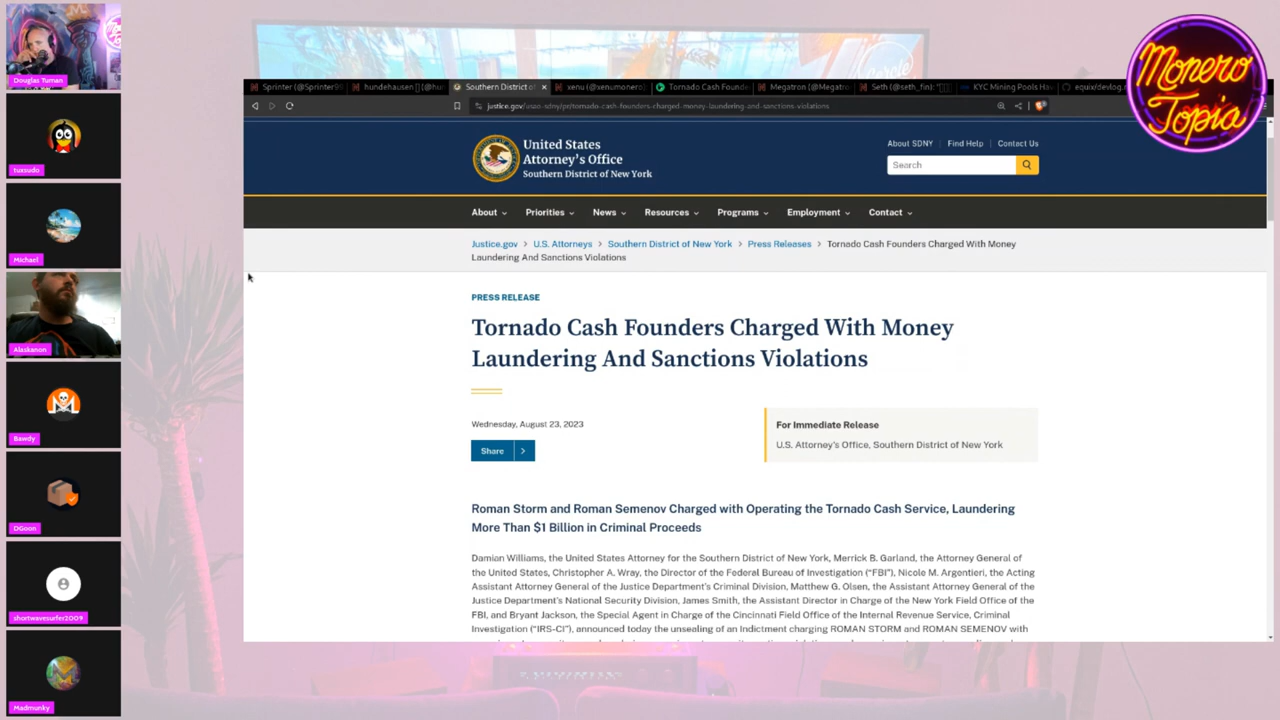 Douglas Tuman
tuxsudo
Michael
Alaskanon
Bawdy
DGoon
shortwavesurfer2009
Madmunky
Monero
Topia
Sprinter (@Sprinter99
hundehausen [] (@hu
Southern District of
xenu (@xenumonero)
Tornado Cash Founde
Megatron (@Megatro
Seth (@seth_fin):
KYC Mining Pools Ha
equix/devlog.
justice.gov/usao-sdny/pr/tornado-cash-founders-charged-money-laundering-and-sanctions-violations
United States
Attorney's Office
Southern District of New York
About SDNY
Find Help
Contact Us
Search
About
Priorities
News
Resources
Programs
Employment
Contact
Justice.gov > U.S. Attorneys > Southern District of New York > Press Releases > Tornado Cash Founders Charged With Money
Laundering And Sanctions Violations
PRESS RELEASE
Tornado Cash Founders Charged With Money
Laundering And Sanctions Violations
Wednesday, August 23, 2023
Share
For Immediate Release
U.S. Attorney's Office, Southern District of New York
Roman Storm and Roman Semenov Charged with Operating the Tornado Cash Service, Laundering
More Than $1 Billion in Criminal Proceeds
Damian Williams, the United States Attorney for the Southern District of New York, Merrick B. Garland, the Attorney General of
the United States, Christopher A. Wray, the Director of the Federal Bureau of Investigation ("FBI"), Nicole M. Argentieri, the Acting
Assistant Attorney General of the Justice Department's Criminal Division, Matthew G. Olsen, the Assistant Attorney General of the
Justice Department's National Security Division, James Smith, the Assistant Director in Charge of the New York Field Office of the
FBI, and Bryant Jackson, the Special Agent in Charge of the Cincinnati Field Office of the Internal Revenue Service, Criminal
Investigation ("IRS-CI"), announced today the unsealing of an Indictment charging ROMAN STORM and ROMAN SEMENOV with